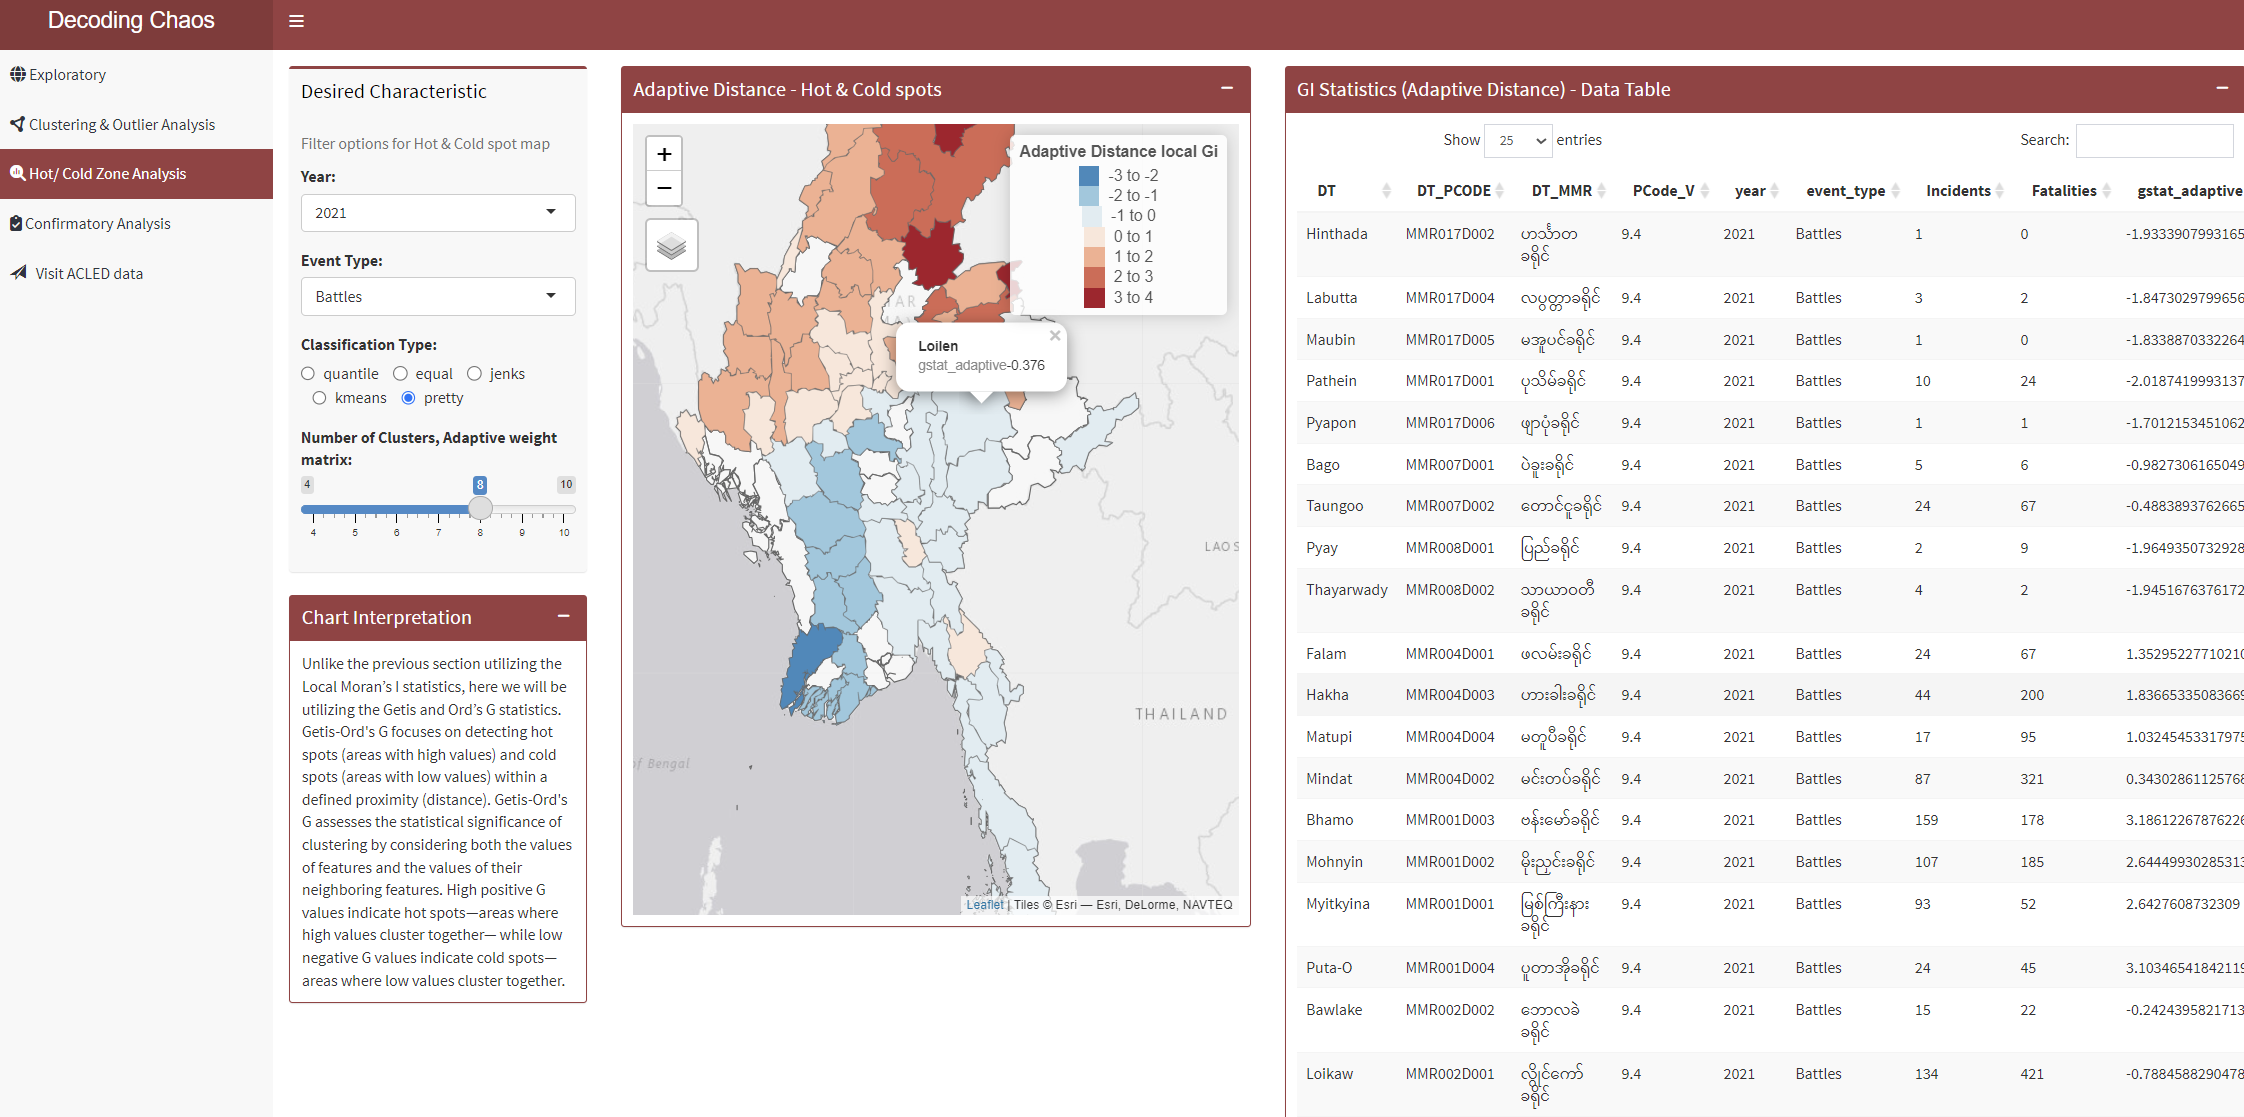 Decoding Chaos
Exploratory
Clustering & Outlier Analysis
Hot/ Cold Zone Analysis
Confirmatory Analysis
Visit ACLED data
Desired Characteristic
Filter options for Hot & Cold spot map
Year:
2021
Event Type:
Battles
Classification Type:
quantile equal jenks
kmeans pretty
Number of Clusters, Adaptive weight
matrix:
4 8 10
4 5 6 7 8 9 10
Chart Interpretation
Unlike the previous section utilizing the
Local Moran's I statistics, here we will be
utilizing the Getis and Ord's G statistics.
Getis-Ord's G focuses on detecting hot
spots (areas with high values) and cold
spots (areas with low values) within a
defined proximity (distance). Getis-Ord's
G assesses the statistical significance of
clustering by considering both the values
of features and the values of their
neighboring features. High positive G
values indicate hot spots—areas where
high values cluster together— while low
negative G values indicate cold spots—
areas where low values cluster together.
Adaptive Distance - Hot & Cold spots
+
−
Adaptive Distance local Gi
-3 to -2
-2 to -1
-1 to 0
0 to 1
1 to 2
2 to 3
3 to 4
Loilen
gstat_adaptive-0.376
LAOS
THAILAND
of Bengal
Leaflet | Tiles © Esri — Esri, DeLorme, NAVTEQ
GI Statistics (Adaptive Distance) - Data Table
Show 25 entries
Search:
DT DT_PCODE DT_MMR PCode_V year event_type Incidents Fatalities gstat_adaptive
Hinthada MMR017D002 ဟင်္သာတ 9.4 2021 Battles 1 0 -1.9333907993165
ခရိုင်
Labutta MMR017D004 လပွတ္တာခရိုင် 9.4 2021 Battles 3 2 -1.8473029799656
Maubin MMR017D005 မအူပင်ခရိုင် 9.4 2021 Battles 1 0 -1.8338870332264
Pathein MMR017D001 ပုသိမ်ခရိုင် 9.4 2021 Battles 10 24 -2.0187419993137
Pyapon MMR017D006 ဖျာပုံခရိုင် 9.4 2021 Battles 1 1 -1.7012153451062
Bago MMR007D001 ပဲခူးခရိုင် 9.4 2021 Battles 5 6 -0.9827306165049
Taungoo MMR007D002 တောင်ငူခရိုင် 9.4 2021 Battles 24 67 -0.4883893762665
Pyay MMR008D001 ပြည်ခရိုင် 9.4 2021 Battles 2 9 -1.9649350732928
Thayarwady MMR008D002 သာယာဝတီ 9.4 2021 Battles 4 2 -1.9451676376172
ခရိုင်
Falam MMR004D001 ဖလမ်းခရိုင် 9.4 2021 Battles 24 67 1.35295227710210
Hakha MMR004D003 ဟားခါးခရိုင် 9.4 2021 Battles 44 200 1.83665335083669
Matupi MMR004D004 မတူပီခရိုင် 9.4 2021 Battles 17 95 1.03245453317975
Mindat MMR004D002 မင်းတပ်ခရိုင် 9.4 2021 Battles 87 321 0.34302861125768
Bhamo MMR001D003 ဗန်းမော်ခရိုင် 9.4 2021 Battles 159 178 3.18612267876226
Mohnyin MMR001D002 မိုးညှင်းခရိုင် 9.4 2021 Battles 107 185 2.64449930285313
Myitkyina MMR001D001 မြစ်ကြီးနား 9.4 2021 Battles 93 52 2.6427608732309
ခရိုင်
Puta-O MMR001D004 ပူတာအိုခရိုင် 9.4 2021 Battles 24 45 3.10346541842119
Bawlake MMR002D002 ဘောလခဲ 9.4 2021 Battles 15 22 -0.2424395821713
ခရိုင်
Loikaw MMR002D001 လွိုင်ကော် 9.4 2021 Battles 134 421 -0.7884588290478
ခရိုင်